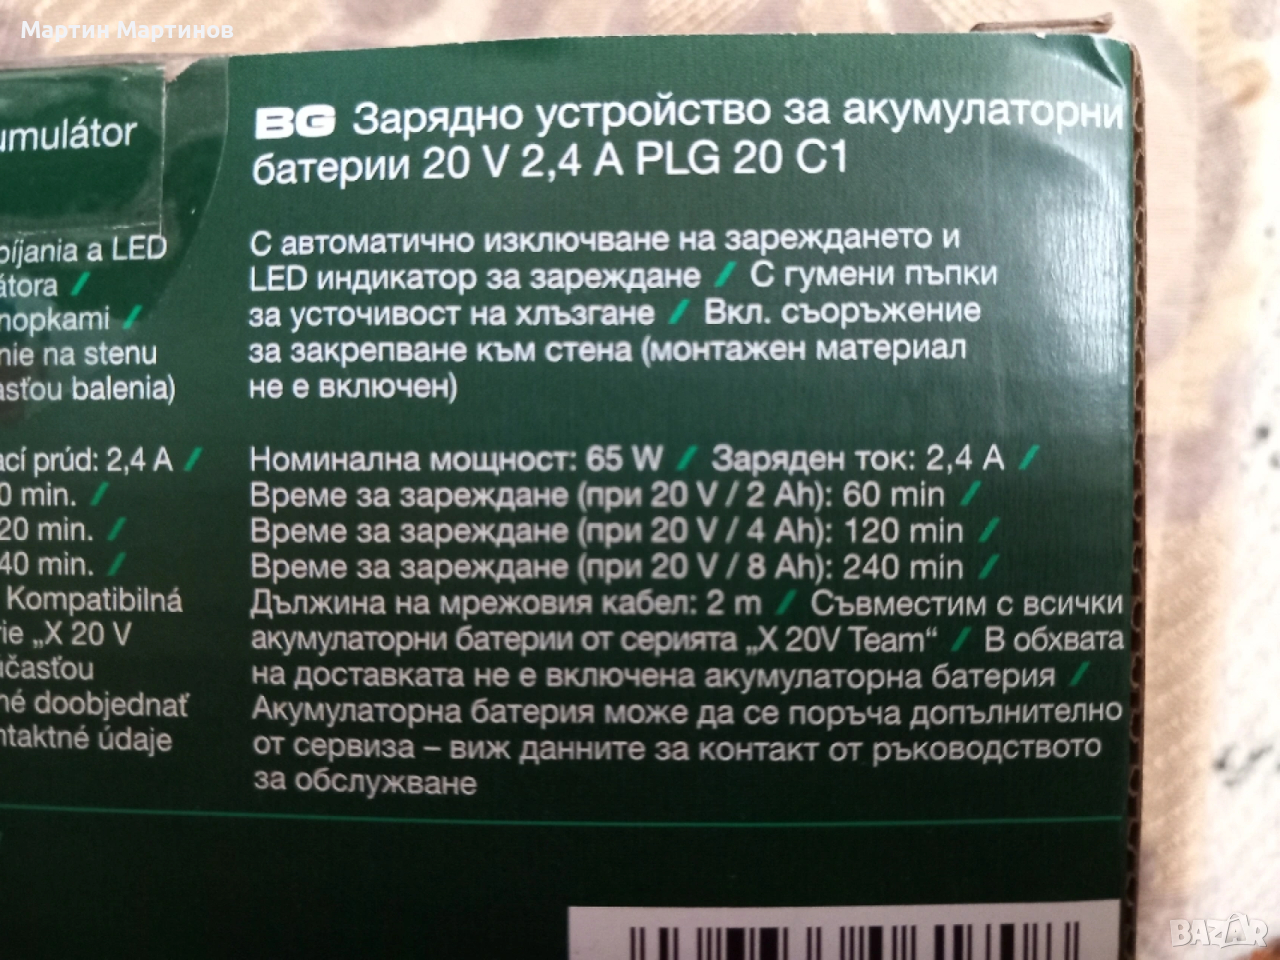 Мартин Мартинов
umulátor
bíjania a LED
átora /
nopkami /
nie na stenu
asťou balenia)
ací prúd: 2,4 A /
0 min. /
20 min. /
40 min. /
Kompatibilná
rie „X 20 V
účasťou
né doobjednať
ntaktné údaje
BG Зарядно устройство за акумулаторни
батерии 20 V 2,4 A PLG 20 C1
С автоматично изключване на зареждането и
LED индикатор за зареждане / С гумени пъпки
за усточивост на хлъзгане / Вкл. съоръжение
за закрепване към стена (монтажен материал
не е включен)
Номинална мощност: 65 W / Заряден ток: 2,4 A /
Време за зареждане (при 20 V / 2 Ah): 60 min /
Време за зареждане (при 20 V / 4 Ah): 120 min /
Време за зареждане (при 20 V / 8 Ah): 240 min /
Дължина на мрежовия кабел: 2 m / Съвместим с всички
акумулаторни батерии от серията „X 20V Team“ / В обхвата
на доставката не е включена акумулаторна батерия /
Акумулаторна батерия може да се поръча допълнително
от сервиза – виж данните за контакт от ръководството
за обслужване
BAZAR